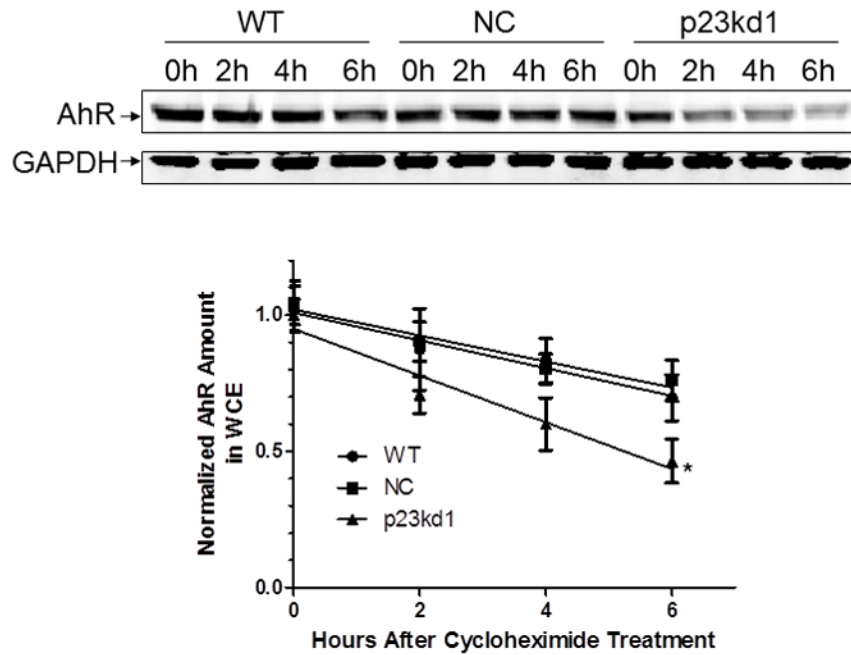 WT NC p23kd1
0h 2h 4h 6h 0h 2h 4h 6h 0h 2h 4h 6h
AhR
GAPDH
1.0
0.5
0.0
Normalized AhR Amount
in WCE
WT
NC
p23kd1
*
0 2 4 6
Hours After Cycloheximide Treatment